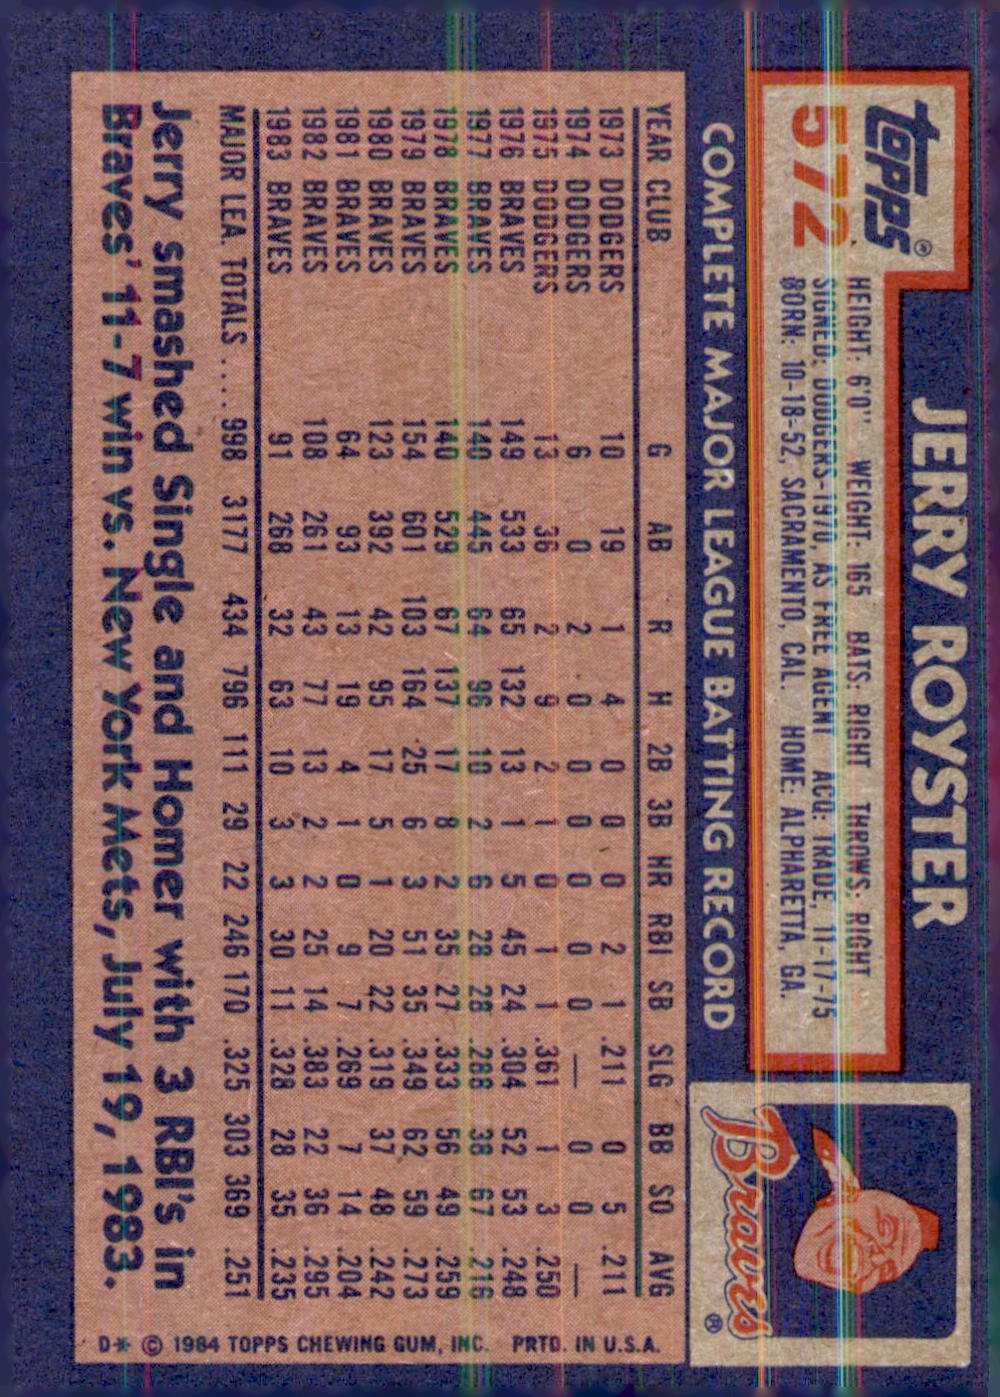 topps®
572
JERRY ROYSTER
HEIGHT: 6'0" WEIGHT: 165 BATS: RIGHT THROWS: RIGHT
SIGNED: DODGERS-1970, AS FREE AGENT ACQ: TRADE, 11-17-75
BORN: 10-18-52, SACRAMENTO, CAL. HOME: ALPHARETTA, GA.
Braves®
COMPLETE MAJOR LEAGUE BATTING RECORD
YEAR CLUB G AB R H 2B 3B HR RBI SB SLG BB SO AVG
1973 DODGERS 10 19 1 4 0 0 0 2 1 .211 0 5 .211
1974 DODGERS 6 0 2 0 0 0 0 0 0 — 0 0 —
1975 DODGERS 13 36 2 9 2 1 0 1 1 .361 1 3 .250
1976 BRAVES 149 533 65 132 13 1 5 45 24 .304 52 53 .248
1977 BRAVES 140 445 64 96 10 2 6 28 28 .288 38 67 .216
1978 BRAVES 140 529 67 137 17 8 2 35 27 .333 56 49 .259
1979 BRAVES 154 601 103 164 25 6 3 51 35 .349 62 59 .273
1980 BRAVES 123 392 42 95 17 5 1 20 22 .319 37 48 .242
1981 BRAVES 64 93 13 19 4 1 0 9 7 .269 7 14 .204
1982 BRAVES 108 261 43 77 13 2 2 25 14 .383 22 36 .295
1983 BRAVES 91 268 32 63 10 3 3 30 11 .328 28 35 .235
MAJOR LEA. TOTALS .... 998 3177 434 796 111 29 22 246 170 .325 303 369 .251
Jerry smashed Single and Homer with 3 RBI's in
Braves' 11-7 win vs. New York Mets, July 19, 1983.
D* © 1984 TOPPS CHEWING GUM, INC. PRTD. IN U.S.A.